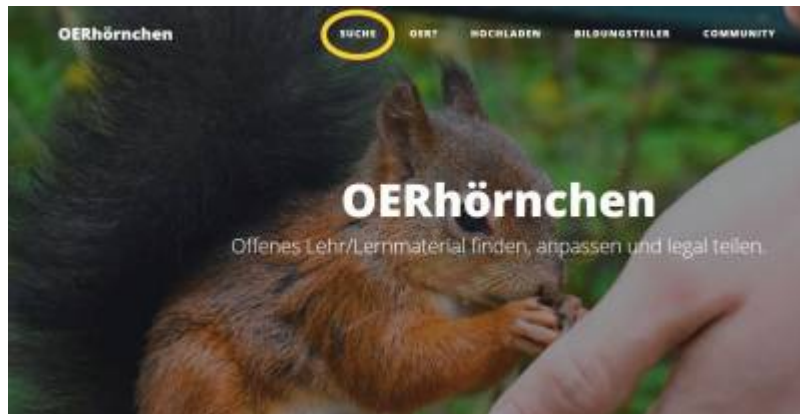 OERhörnchen
SUCHE OER? HOCHLADEN BILDUNGSTEILER COMMUNITY
OERhörnchen
Offenes Lehr/Lernmaterial finden, anpassen und legal teilen.